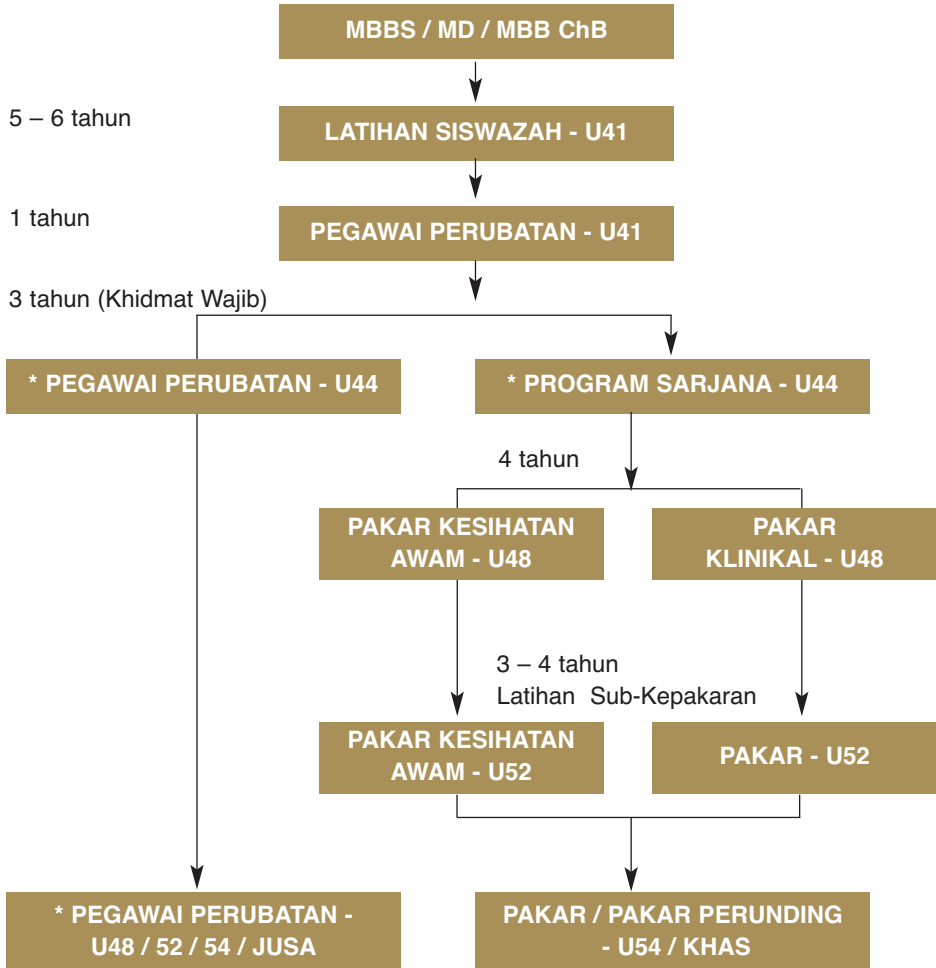 MBBS / MD / MBB ChB
5 – 6 tahun
LATIHAN SISWAZAH - U41
1 tahun
PEGAWAI PERUBATAN - U41
3 tahun (Khidmat Wajib)
* PEGAWAI PERUBATAN - U44
* PROGRAM SARJANA - U44
4 tahun
PAKAR KESIHATAN
AWAM - U48
PAKAR
KLINIKAL - U48
3 – 4 tahun
Latihan Sub-Kepakaran
PAKAR KESIHATAN
AWAM - U52
PAKAR - U52
* PEGAWAI PERUBATAN -
U48 / 52 / 54 / JUSA
PAKAR / PAKAR PERUNDING
- U54 / KHAS